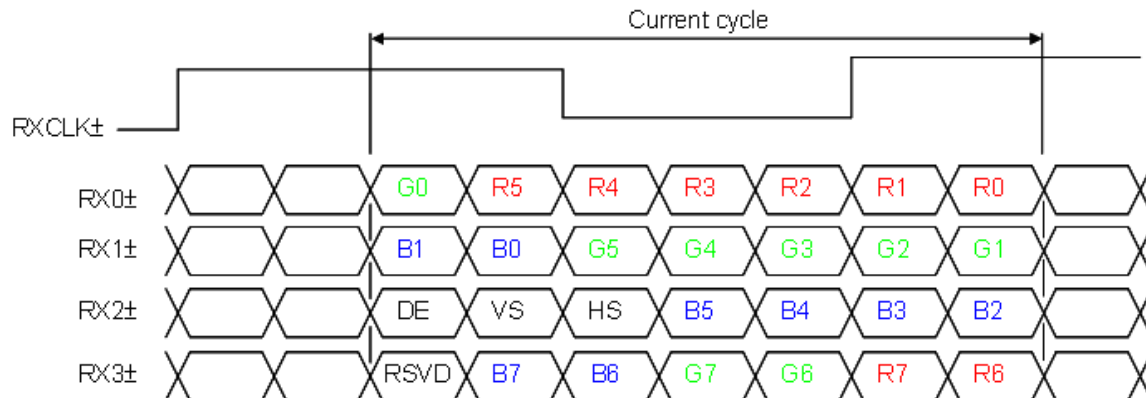 Current cycle
RXCLK±
RX0± G0 R5 R4 R3 R2 R1 R0
RX1± B1 B0 G5 G4 G3 G2 G1
RX2± DE VS HS B5 B4 B3 B2
RX3± RSVD B7 B6 G7 G6 R7 R6